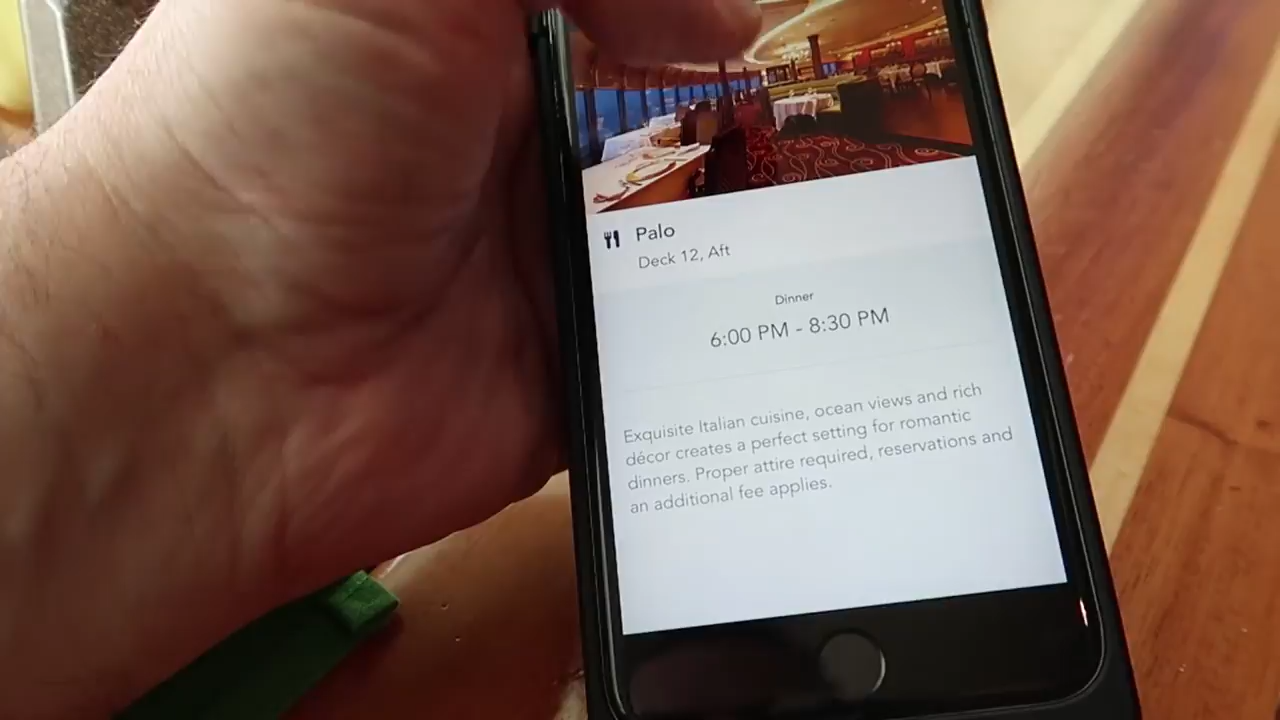 Palo
Deck 12, Aft
Dinner
6:00 PM - 8:30 PM
Exquisite Italian cuisine, ocean views and rich
décor creates a perfect setting for romantic
dinners. Proper attire required, reservations and
an additional fee applies.